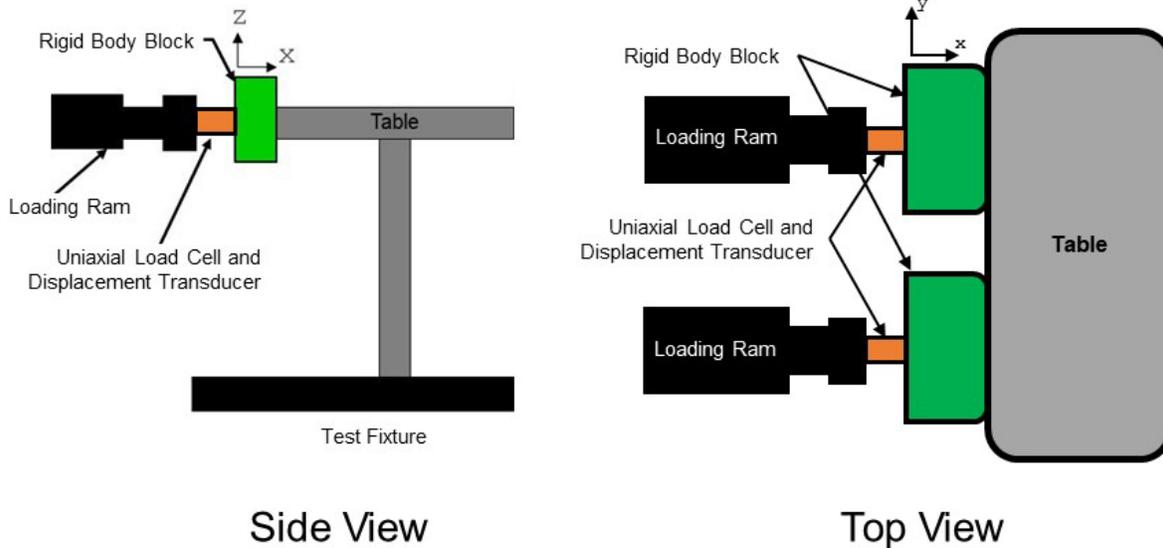 Z
Rigid Body Block
X
Table
Loading Ram
Uniaxial Load Cell and
Displacement Transducer
Test Fixture
Side View
y
x
Rigid Body Block
Loading Ram
Uniaxial Load Cell and
Displacement Transducer
Table
Loading Ram
Top View